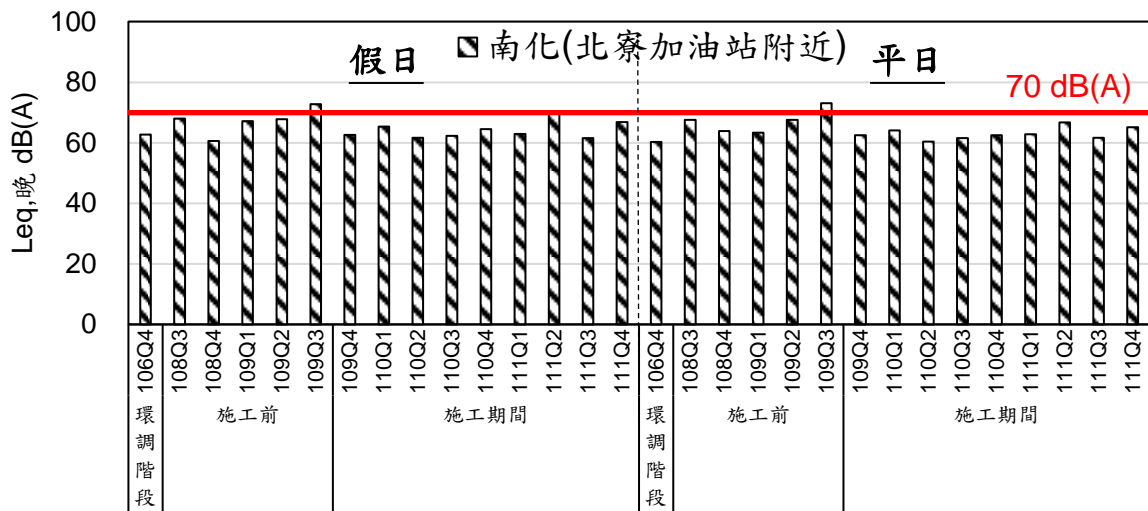 100
80
60
40
20
0
Leq,晚 dB(A)
南化(北寮加油站附近)
假日
平日
70 dB(A)
106Q4
108Q3
108Q4
109Q1
109Q2
109Q3
109Q4
110Q1
110Q2
110Q3
110Q4
111Q1
111Q2
111Q3
111Q4
106Q4
108Q3
108Q4
109Q1
109Q2
109Q3
109Q4
110Q1
110Q2
110Q3
110Q4
111Q1
111Q2
111Q3
111Q4
環調階段
施工前
施工期間
環調階段
施工前
施工期間